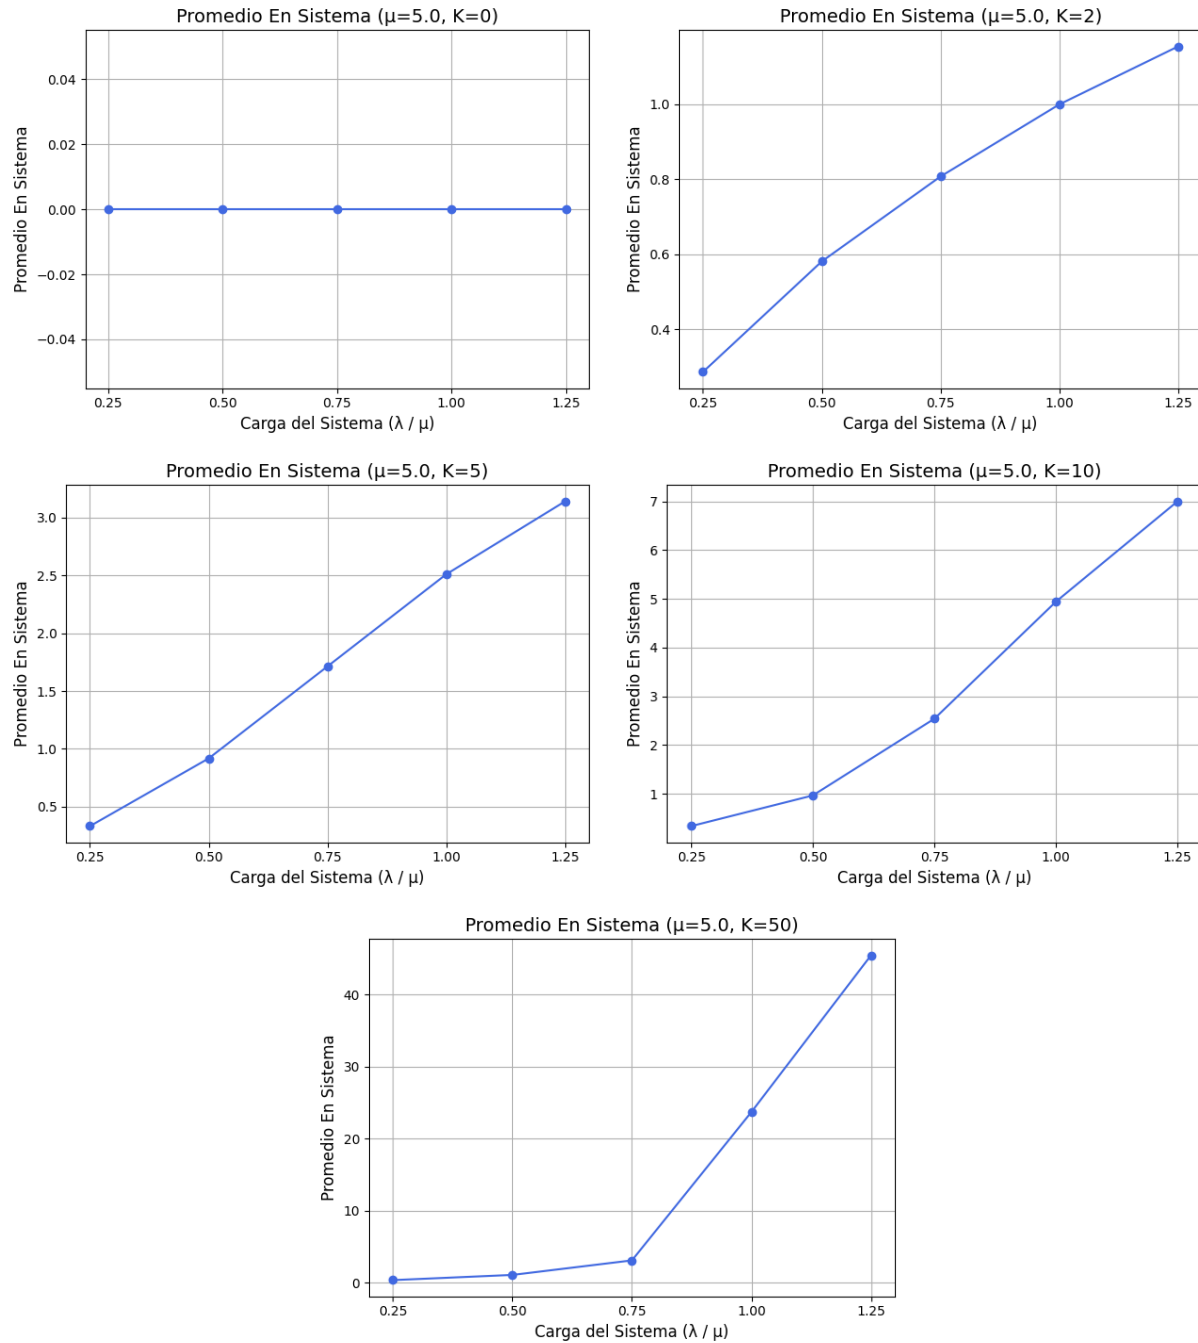 Promedio En Sistema (μ=5.0, K=0)
Promedio En Sistema
0.04
0.02
0.00
−0.02
−0.04
0.25 0.50 0.75 1.00 1.25
Carga del Sistema (λ / μ)
Promedio En Sistema (μ=5.0, K=2)
Promedio En Sistema
1.0
0.8
0.6
0.4
0.25 0.50 0.75 1.00 1.25
Carga del Sistema (λ / μ)
Promedio En Sistema (μ=5.0, K=5)
Promedio En Sistema
3.0
2.5
2.0
1.5
1.0
0.5
0.25 0.50 0.75 1.00 1.25
Carga del Sistema (λ / μ)
Promedio En Sistema (μ=5.0, K=10)
Promedio En Sistema
7
6
5
4
3
2
1
0.25 0.50 0.75 1.00 1.25
Carga del Sistema (λ / μ)
Promedio En Sistema (μ=5.0, K=50)
Promedio En Sistema
40
30
20
10
0
0.25 0.50 0.75 1.00 1.25
Carga del Sistema (λ / μ)